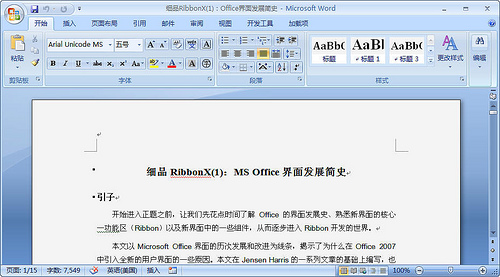 细品RibbonX(1)：Office界面发展简史 - Microsoft Word
开始 插入 页面布局 引用 邮件 审阅 视图 开发工具 加载项
Arial Unicode MS 五号
粘贴
AaBbC AaBl AaBbC
标题 标题 1 标题 3
更改样式 编辑
剪贴板 字体 段落 样式
细品 RibbonX(1)：MS Office 界面发展简史
引子
开始进入正题之前，让我们先花点时间了解 Office 的界面发展史、熟悉新界面的核心
—功能区（Ribbon）以及新界面中的一些组件，从而逐步进入 Ribbon 开发的世界。
本文以 Microsoft Office 界面的历次发展和改进为线条，揭示了为什么在 Office 2007
中引入全新的用户界面的一些原因。本文在 Jensen Harris 的一系列文章的基础上编写，也
页面: 1/15 字数: 7,549 英语(美国) 插入 100%